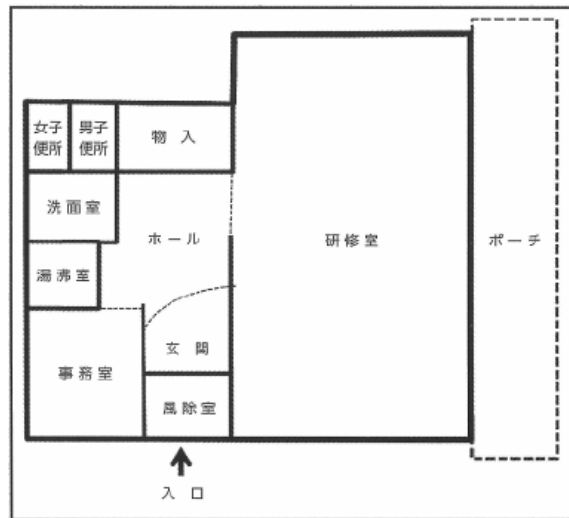 女子
便所
男子
便所
物入
洗面室
ホール
研修室
ポーチ
湯沸室
玄関
事務室
風除室
入口